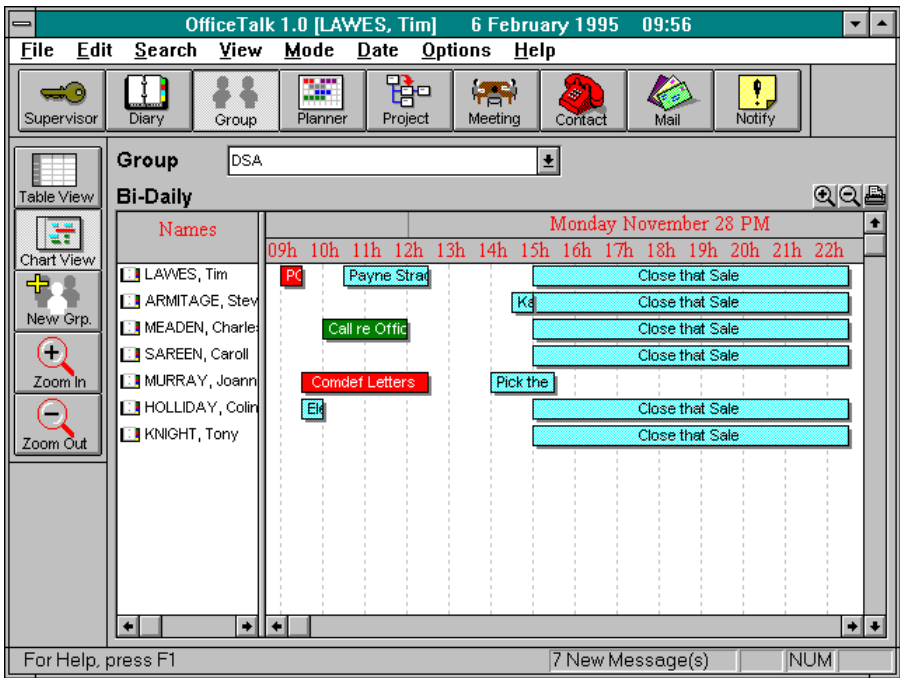 OfficeTalk 1.0 [LAWES, Tim] 6 February 1995 09:56
File Edit Search View Mode Date Options Help
Supervisor Diary Group Planner Project Meeting Contact Mail Notify
Group DSA
Table View Bi-Daily
Names Monday November 28 PM
09h 10h 11h 12h 13h 14h 15h 16h 17h 18h 19h 20h 21h 22h
Chart View
LAWES, Tim Payne Strad Close that Sale
ARMITAGE, Stev Ka Close that Sale
New Grp. MEADEN, Charle Call re Offic Close that Sale
SAREEN, Caroll Close that Sale
Zoom In MURRAY, Joann Comdef Letters Pick the
HOLLIDAY, Colin Ele Close that Sale
Zoom Out KNIGHT, Tony Close that Sale
For Help, press F1 7 New Message(s) NUM